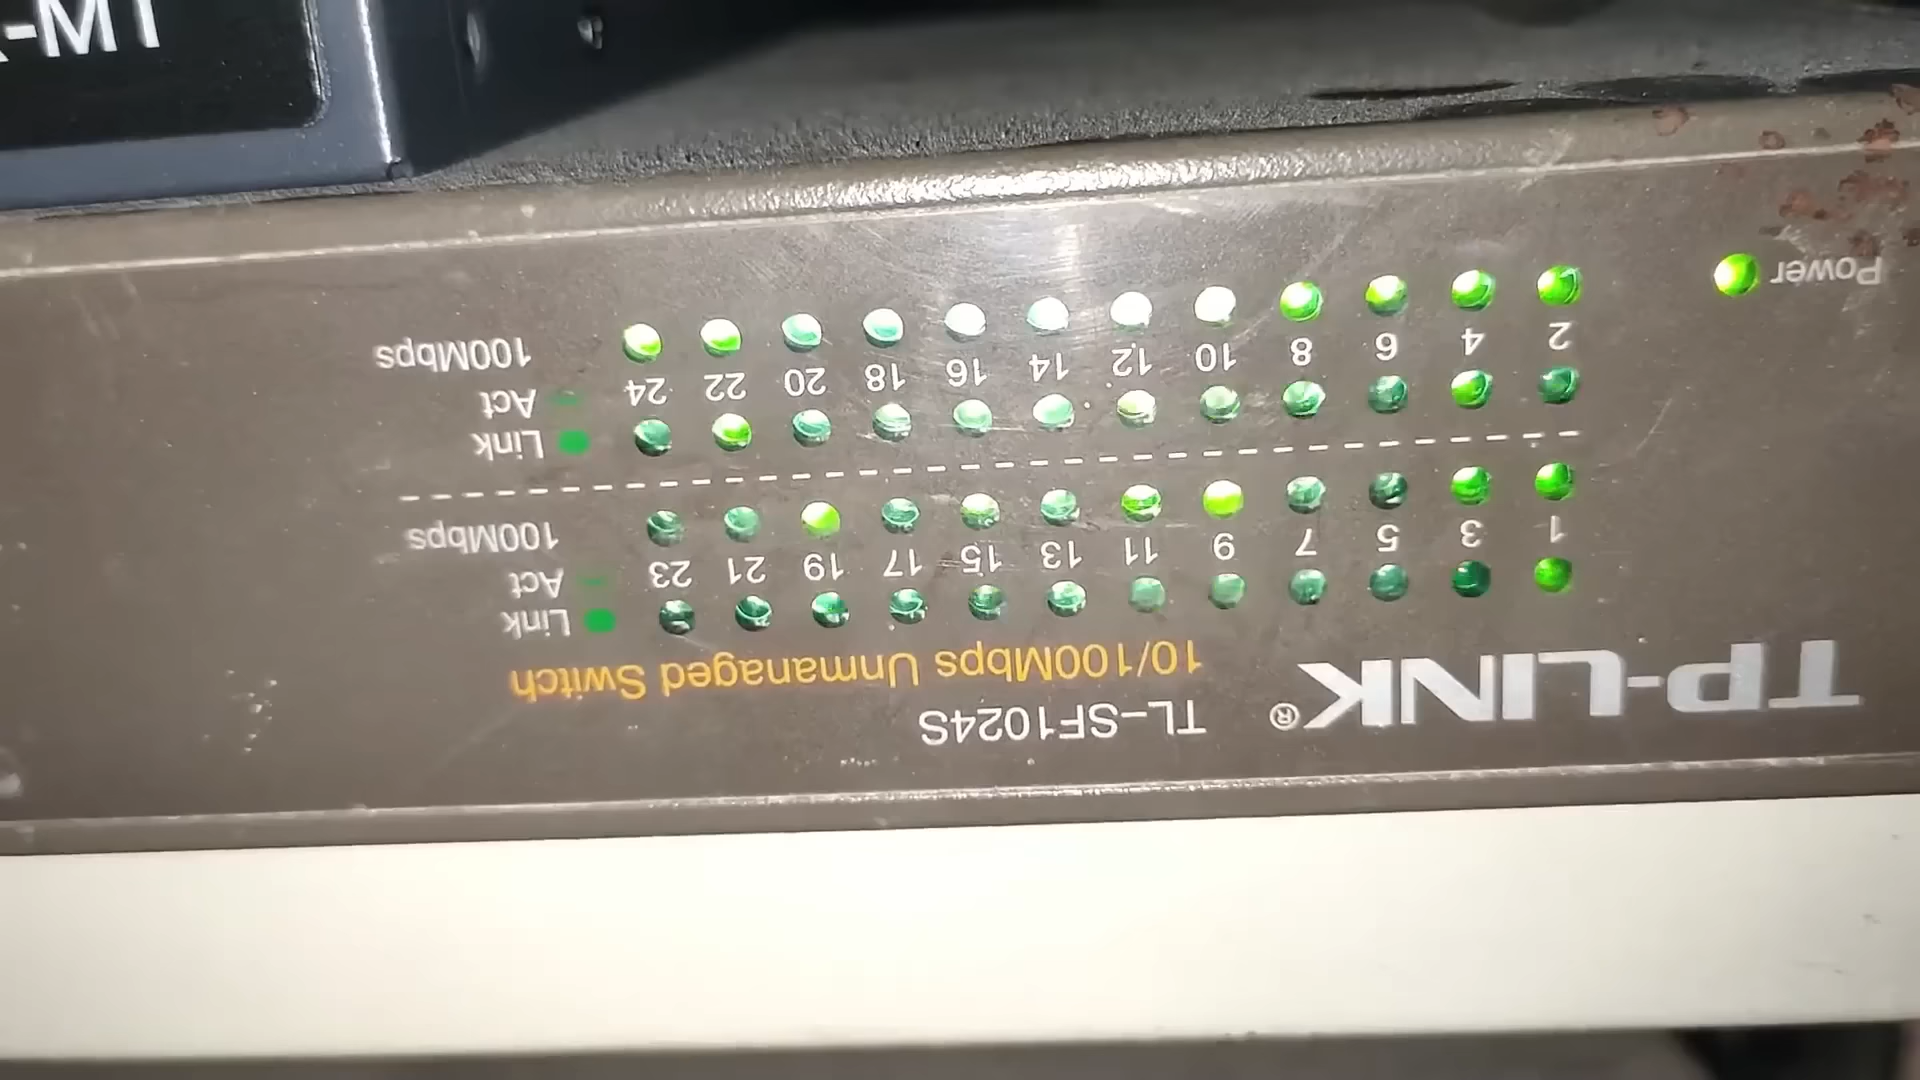 TP-LINK®
TL-SF1024S
10/100Mbps Unmanaged Switch
Link
Act
1 3 5 7 9 11 13 15 17 19 21 23
100Mbps
Link
Act
2 4 6 8 10 12 14 16 18 20 22 24
100Mbps
Power